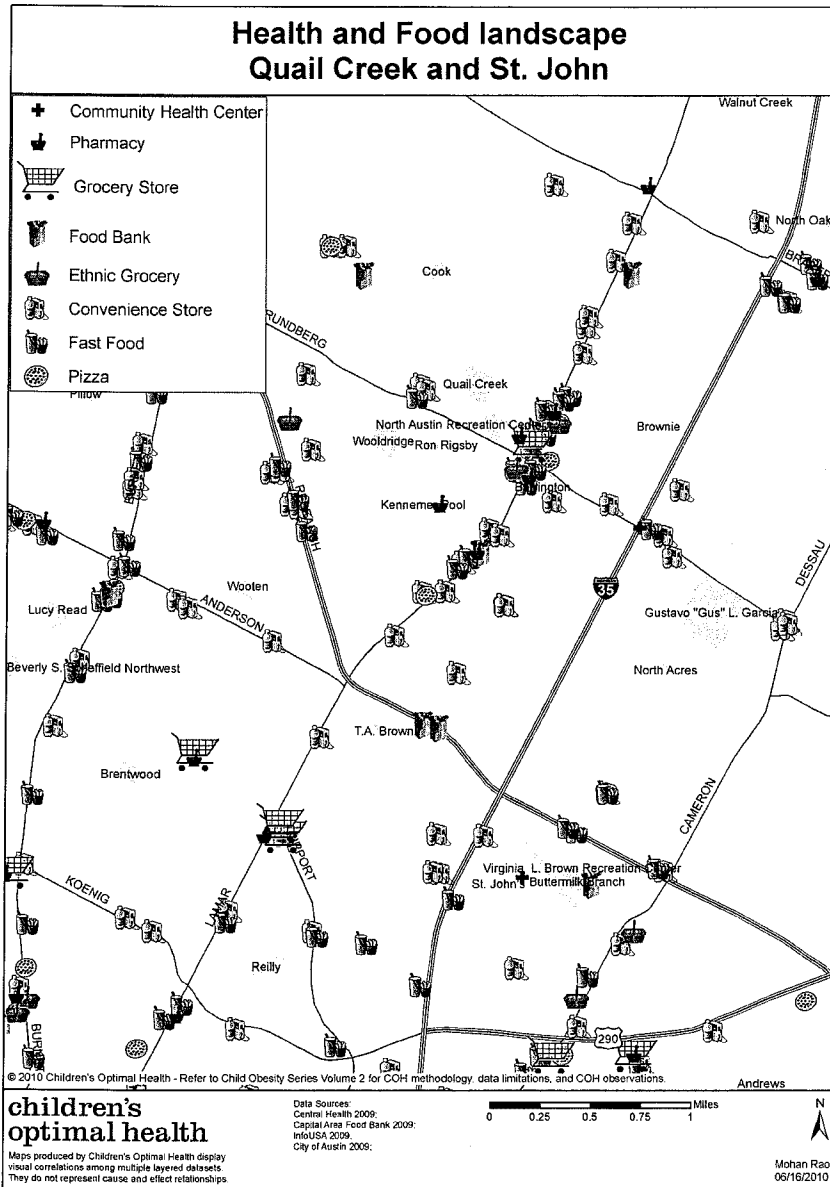 Health and Food landscape
Quail Creek and St. John
Community Health Center
Pharmacy
Grocery Store
Food Bank
Ethnic Grocery
Convenience Store
Fast Food
Pizza
Walnut Creek
North Oak
Cook
RUNDBERG
Quail Creek
Pillow
North Austin Recreation Center
Brownie
Wooldridge Ron Rigsby
Kennemer Pool
DESSAU
Wooten
35
ANDERSON
Lucy Read
Gustavo "Gus" L. Garcia
Beverly S. Sheffield Northwest
North Acres
T.A. Brown
Brentwood
CAMERON
Virginia L. Brown Recreation Center
St. John's Buttermilk Branch
KOENIG
LAMAR
Reilly
290
© 2010 Children's Optimal Health - Refer to Child Obesity Series Volume 2 for COH methodology, data limitations, and COH observations.
Andrews
children's
optimal health
Maps produced by Children's Optimal Health display
visual correlations among multiple layered datasets.
They do not represent cause and effect relationships.
Data Sources:
Central Health 2009;
Capital Area Food Bank 2009;
InfoUSA 2009;
City of Austin 2009;
Miles
0 0.25 0.5 0.75 1
N
Mohan Rao
06/16/2010